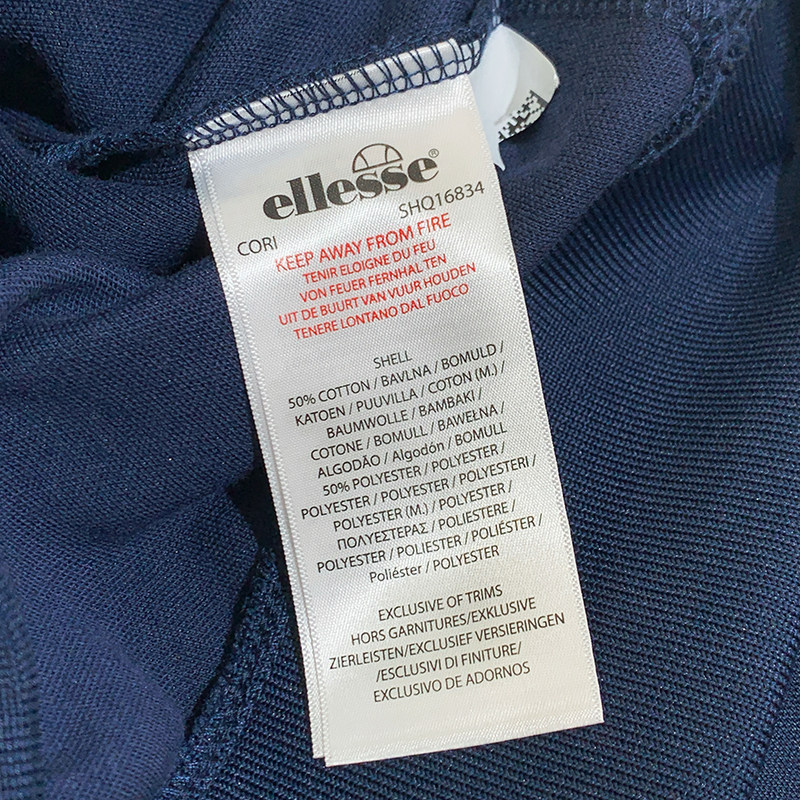 ellesse®
CORI SHQ16834
KEEP AWAY FROM FIRE
TENIR ELOIGNE DU FEU
VON FEUER FERNHALTEN
UIT DE BUURT VAN VUUR HOUDEN
TENERE LONTANO DAL FUOCO
SHELL
50% COTTON / BAVLNA / BOMULD /
KATOEN / PUUVILLA / COTON (M.) /
BAUMWOLLE / BAMBAKI /
COTONE / BOMULL / BAWEŁNA /
ALGODÃO / Algodón / BOMULL
50% POLYESTER / POLYESTER /
POLYESTER / POLYESTER / POLYESTERI /
POLYESTER (M.) / POLYESTER /
ΠΟΛΥΕΣΤΕΡΑΣ / POLIESTERE /
POLYESTER / POLIESTER / POLIÉSTER /
Poliéster / POLYESTER
EXCLUSIVE OF TRIMS
HORS GARNITURES/EXKLUSIVE
ZIERLEISTEN/EXCLUSIEF VERSIERINGEN
/ESCLUSIVI DI FINITURE/
EXCLUSIVO DE ADORNOS